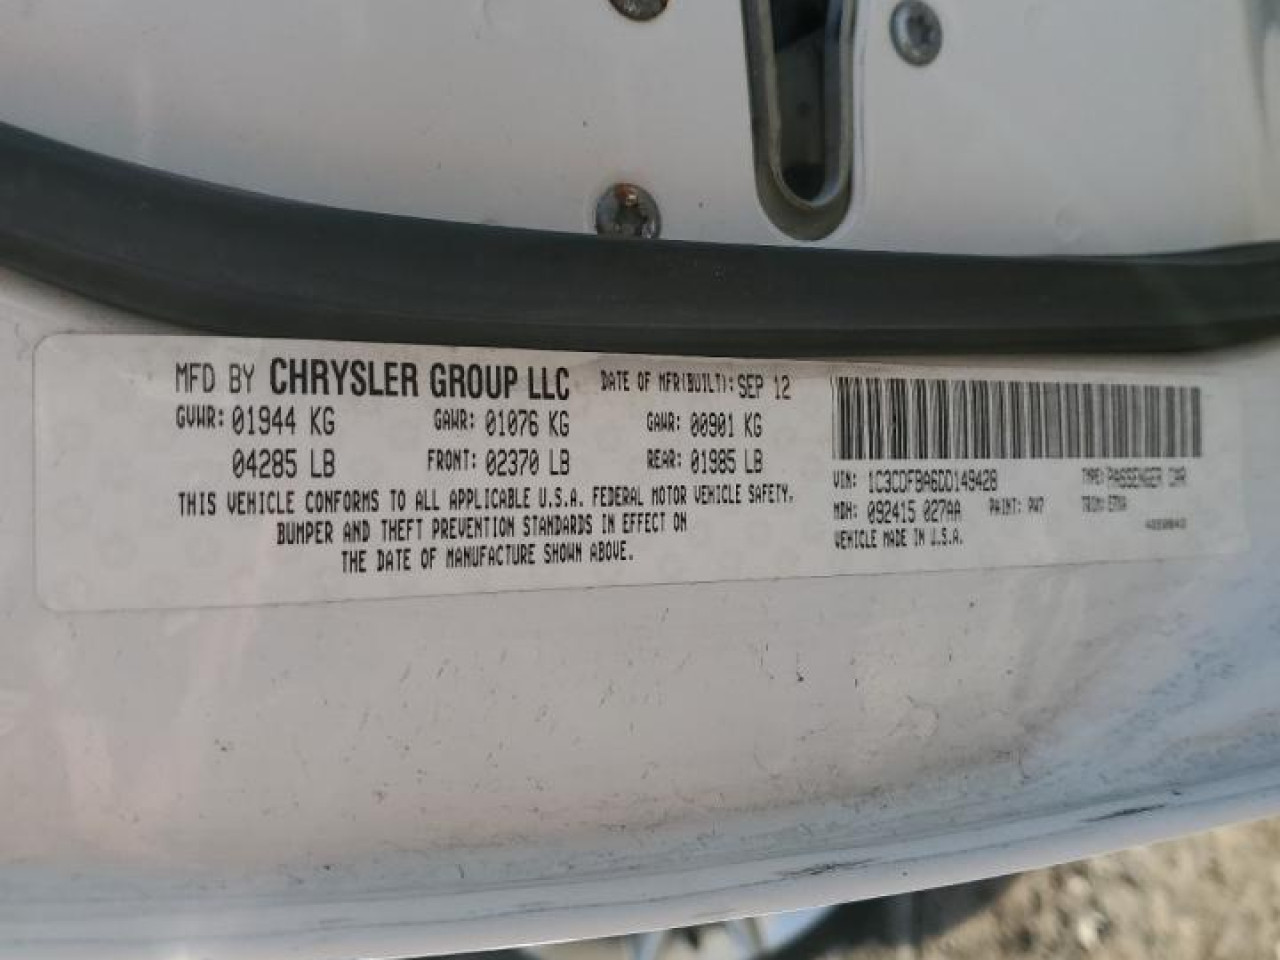 MFD BY CHRYSLER GROUP LLC DATE OF MFR(BUILT): SEP 12
GVWR: 01944 KG GAWR: 01076 KG GAWR: 00901 KG
04285 LB FRONT: 02370 LB REAR: 01985 LB
THIS VEHICLE CONFORMS TO ALL APPLICABLE U.S.A. FEDERAL MOTOR VEHICLE SAFETY,
BUMPER AND THEFT PREVENTION STANDARDS IN EFFECT ON
THE DATE OF MANUFACTURE SHOWN ABOVE.
VIN: 1C3CDFBA6DD149428 TYPE: PASSENGER CAR
MDH: 092415 027AA PAINT: PW7 TRIM:
VEHICLE MADE IN U.S.A.